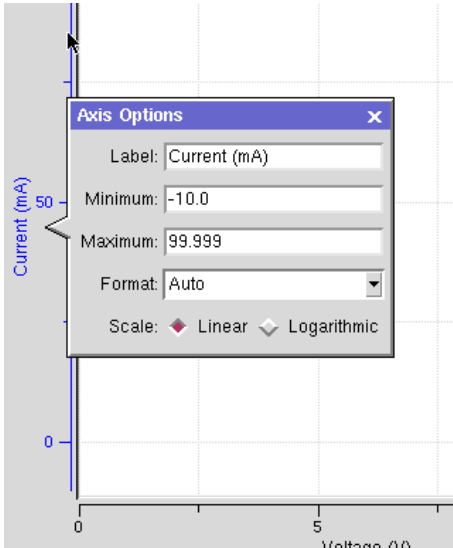 Axis Options
Label: Current (mA)
Minimum: -10.0
Maximum: 99.999
Format: Auto
Scale: Linear Logarithmic
Current (mA)
50
0
0 5
Voltage (V)